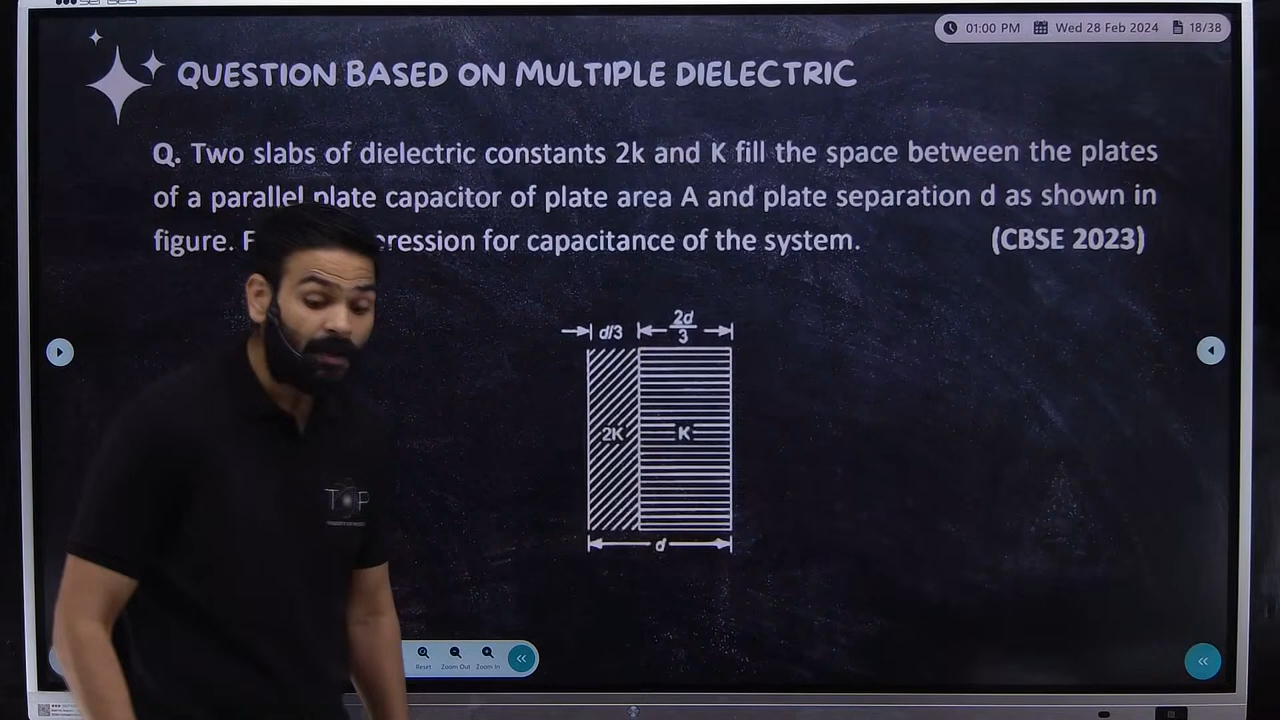 01:00 PM Wed 28 Feb 2024 18/38
QUESTION BASED ON MULTIPLE DIELECTRIC
Q. Two slabs of dielectric constants 2k and K fill the space between the plates
of a parallel plate capacitor of plate area A and plate separation d as shown in
figure. for capacitance of the system. (CBSE 2023)
d/3 2d/3
2K K
d
TOP
Reset Zoom Out Zoom In